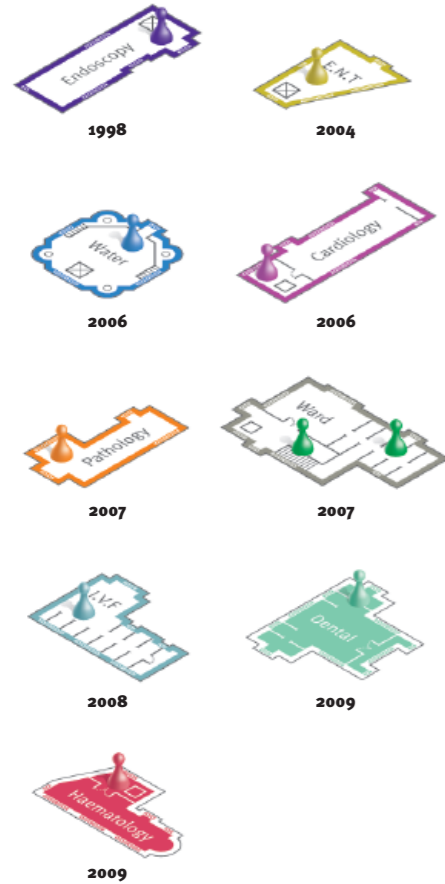 Endoscopy
E.N.T
1998
2004
Water
Cardiology
2006
2006
Pathology
Ward
2007
2007
I.V.F
Dental
2008
2009
Haematology
2009